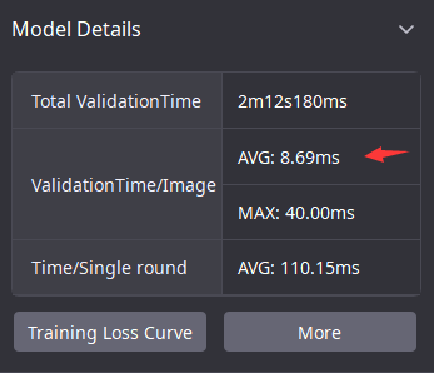 Model Details
Total ValidationTime
2m12s180ms
ValidationTime/Image
AVG: 8.69ms
MAX: 40.00ms
Time/Single round
AVG: 110.15ms
Training Loss Curve
More